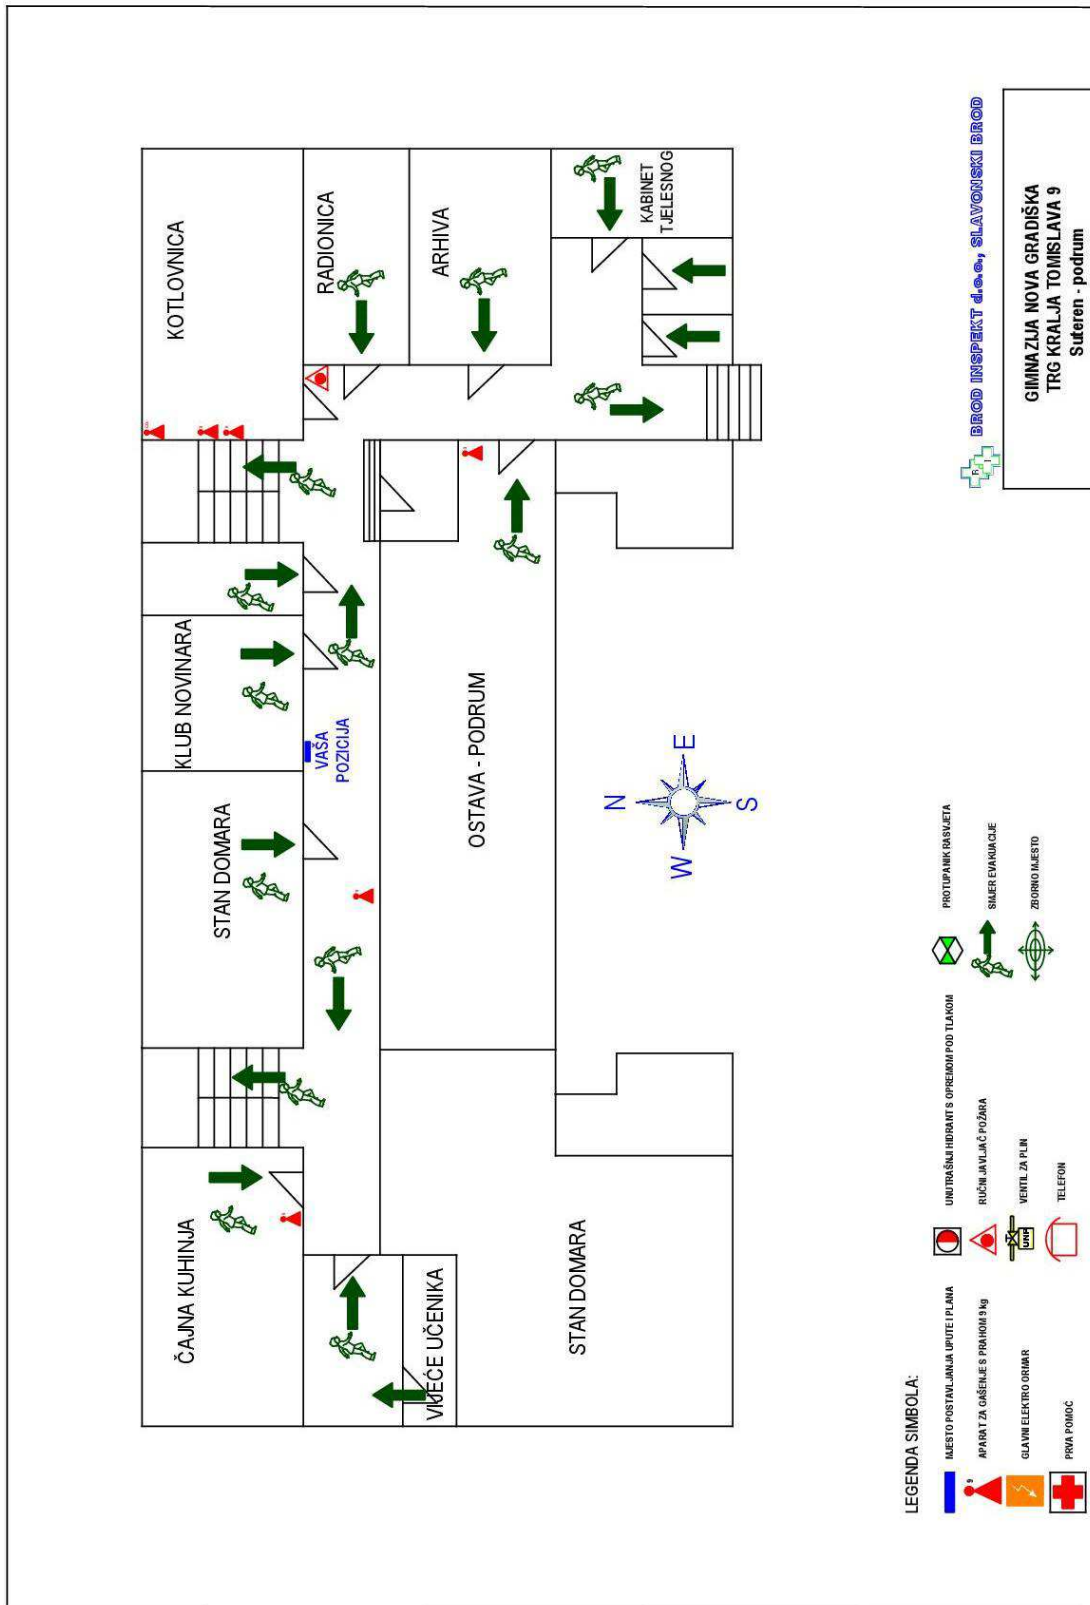 KOTLOVNICA
RADIONICA
ARHIVA
KABINET
TJELESNOG
KLUB NOVINARA
VAŠA
POZICIJA
STAN DOMARA
OSTAVA - PODRUM
ČAJNA KUHINJA
VIJEĆE UČENIKA
STAN DOMARA
N
E
S
W
BROD INSPEKT d.o.o., SLAVONSKI BROD
GIMNAZIJA NOVA GRADIŠKA
TRG KRALJA TOMISLAVA 9
Suteren - podrum
LEGENDA SIMBOLA:
MJESTO POSTAVLJANJA UPUTE I PLANA
9
APARAT ZA GAŠENJE S PRAHOM 9 kg
GLAVNI ELEKTRO ORMAR
PRVA POMOĆ
UNUTRAŠNJI HIDRANT S OPREMOM POD TLAKOM
RUČNI JAVLJAČ POŽARA
UNP
VENTIL ZA PLIN
TELEFON
PROTUPANIK RASVJETA
SMJER EVAKUACIJE
ZBORNO MJESTO